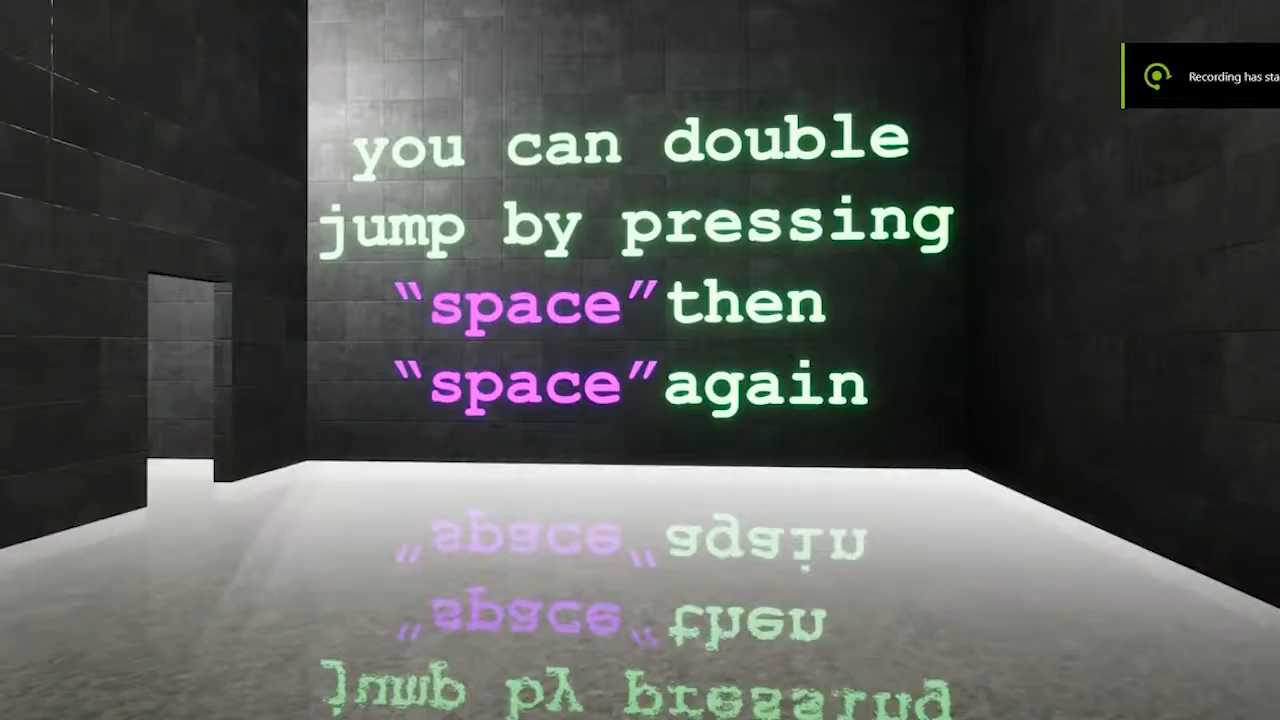 Recording has sta
you can double
jump by pressing
“space” then
“space” again